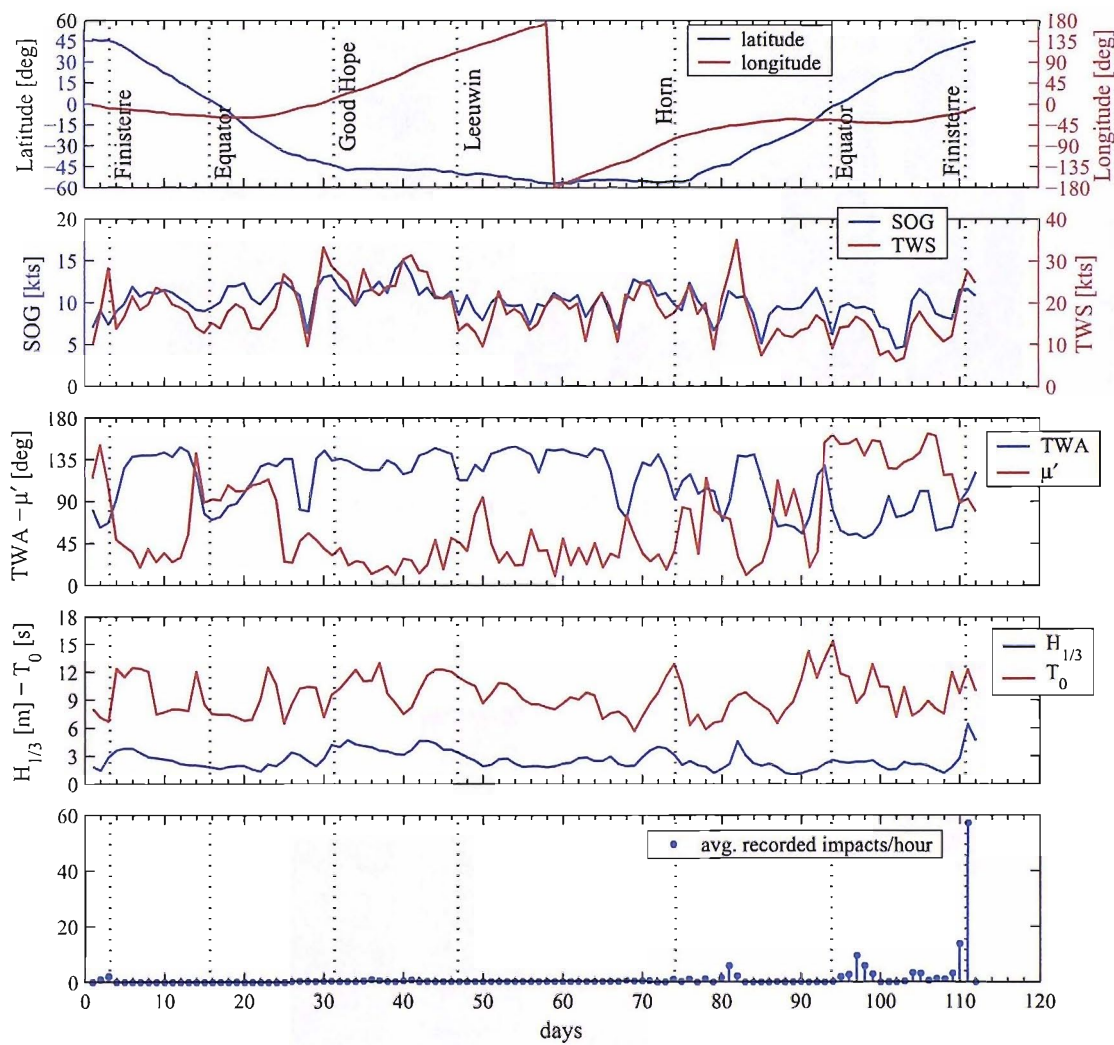 60
45
30
15
0
−15
−30
−45
−60
Latitude [deg]
Finisterre
Equator
Good Hope
Leeuwin
Horn
Equator
Finisterre
latitude
longitude
180
135
90
45
0
−45
−90
−135
−180
Longitude [deg]
20
15
10
5
0
SOG [kts]
SOG
TWS
40
30
20
10
0
TWS [kts]
180
135
90
45
0
TWA − μ' [deg]
TWA
μ'
18
15
12
9
6
3
0
H1/3 [m] − T0 [s]
H1/3
T0
60
40
20
0
avg. recorded impacts/hour
0 10 20 30 40 50 60 70 80 90 100 110 120
days